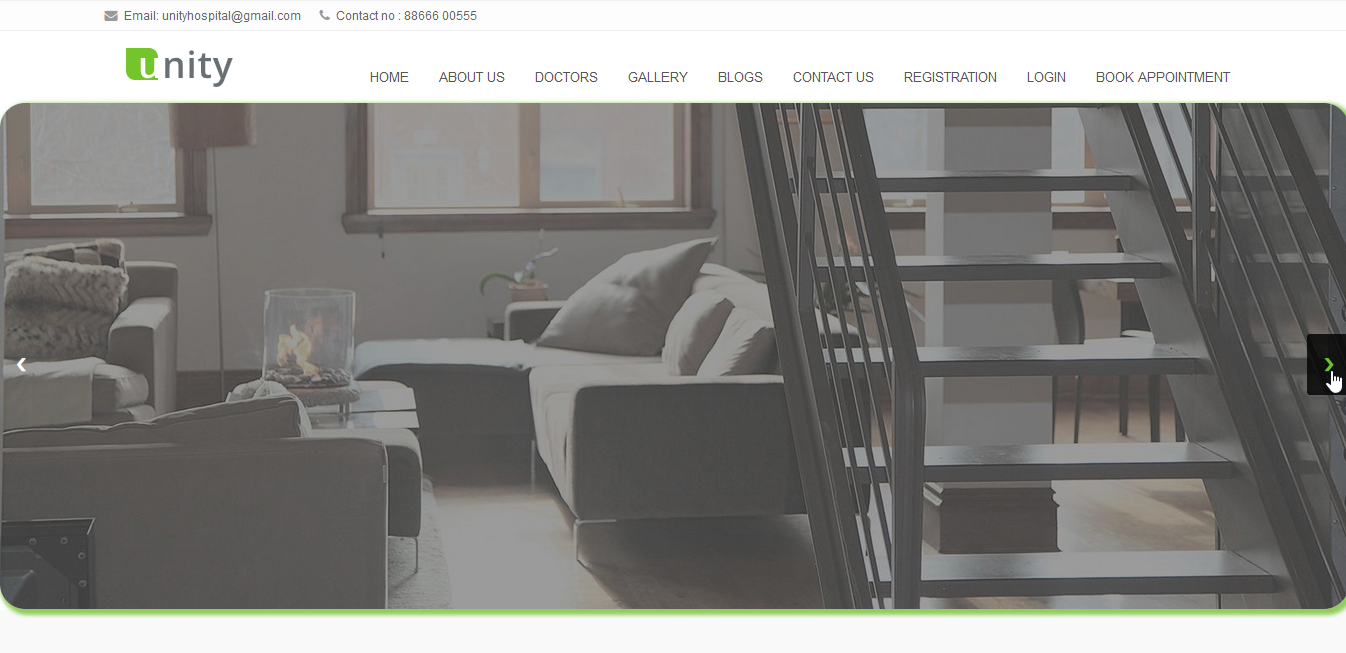 Email: unityhospital@gmail.com Contact no : 88666 00555
unity
HOME ABOUT US DOCTORS GALLERY BLOGS CONTACT US REGISTRATION LOGIN BOOK APPOINTMENT